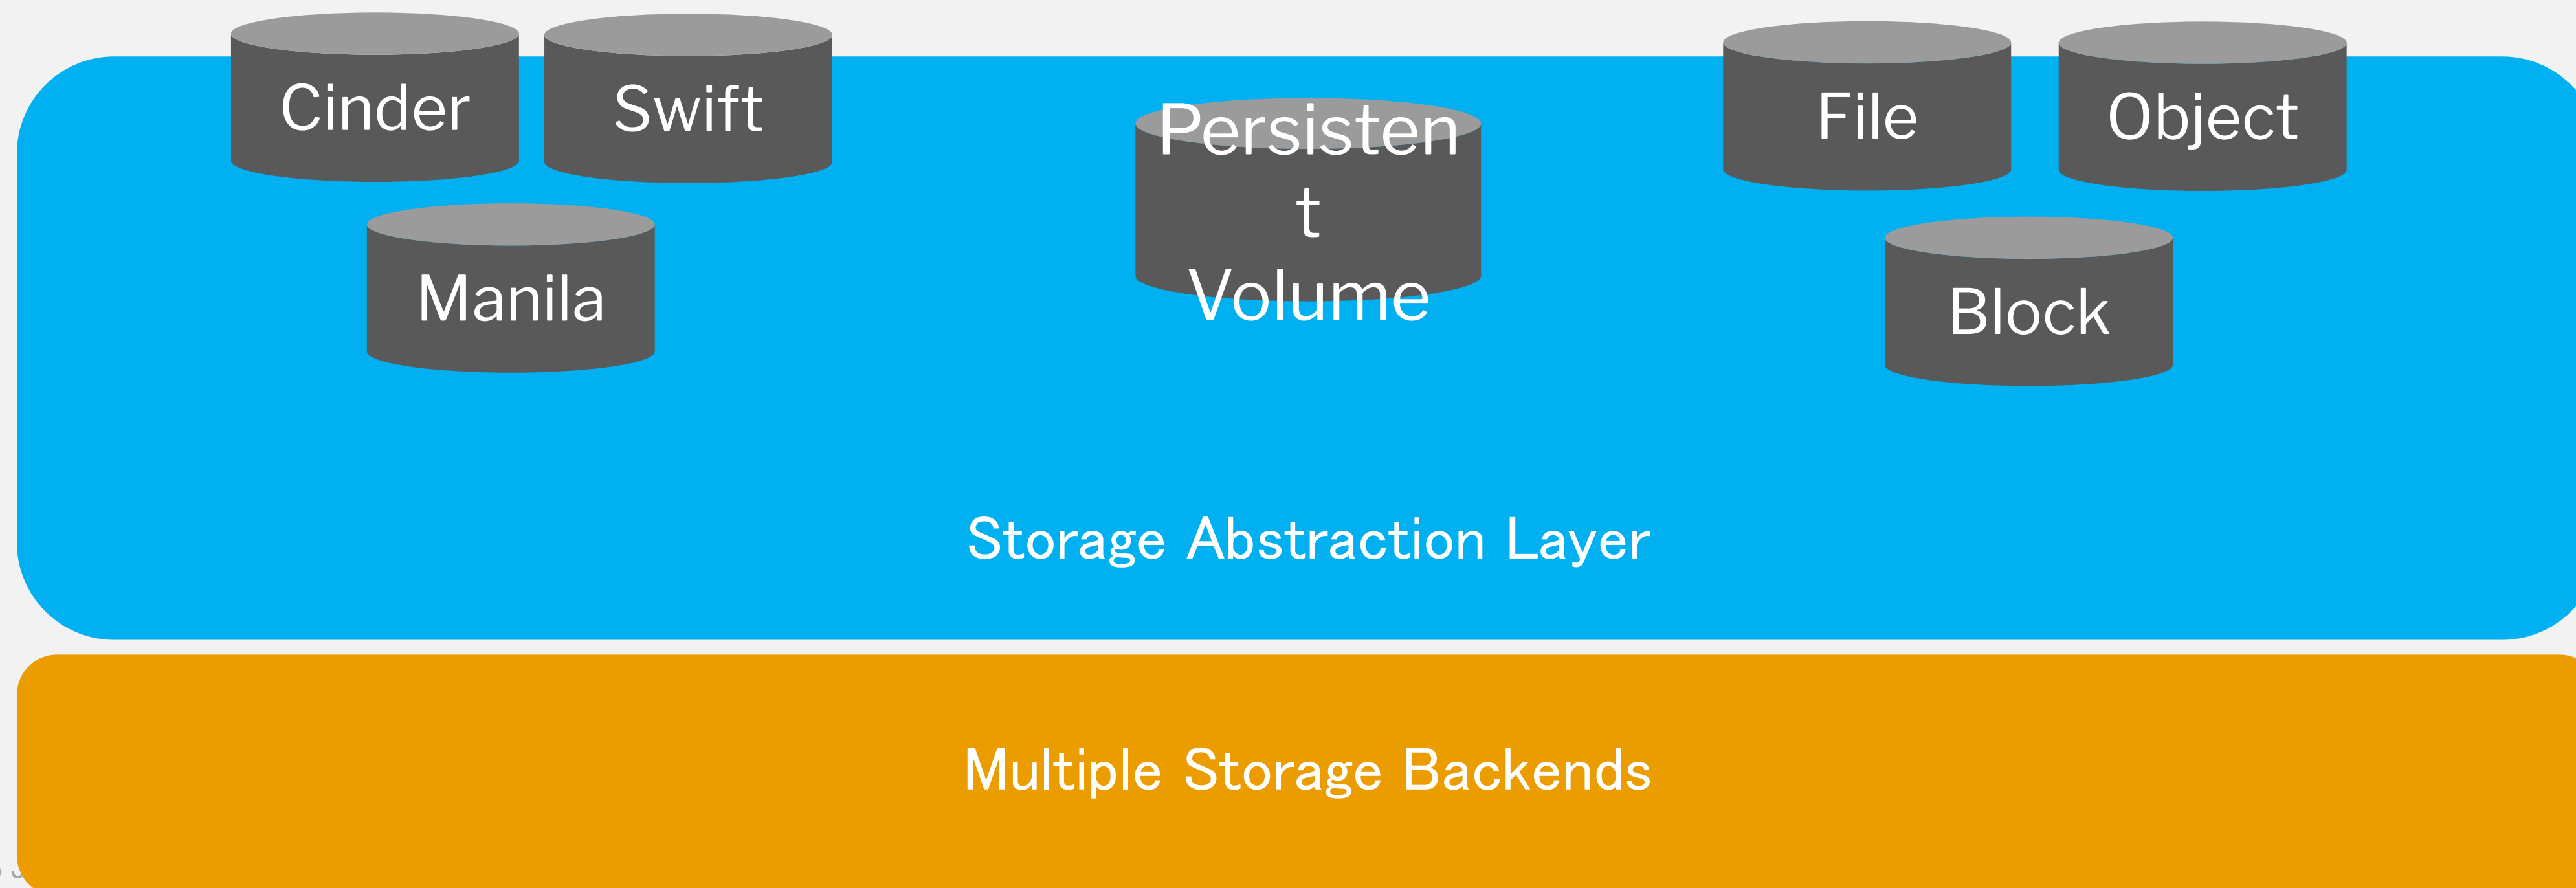 Cinder
Swift
Manila
Persisten
t
Volume
File
Object
Block
Storage Abstraction Layer
Multiple Storage Backends